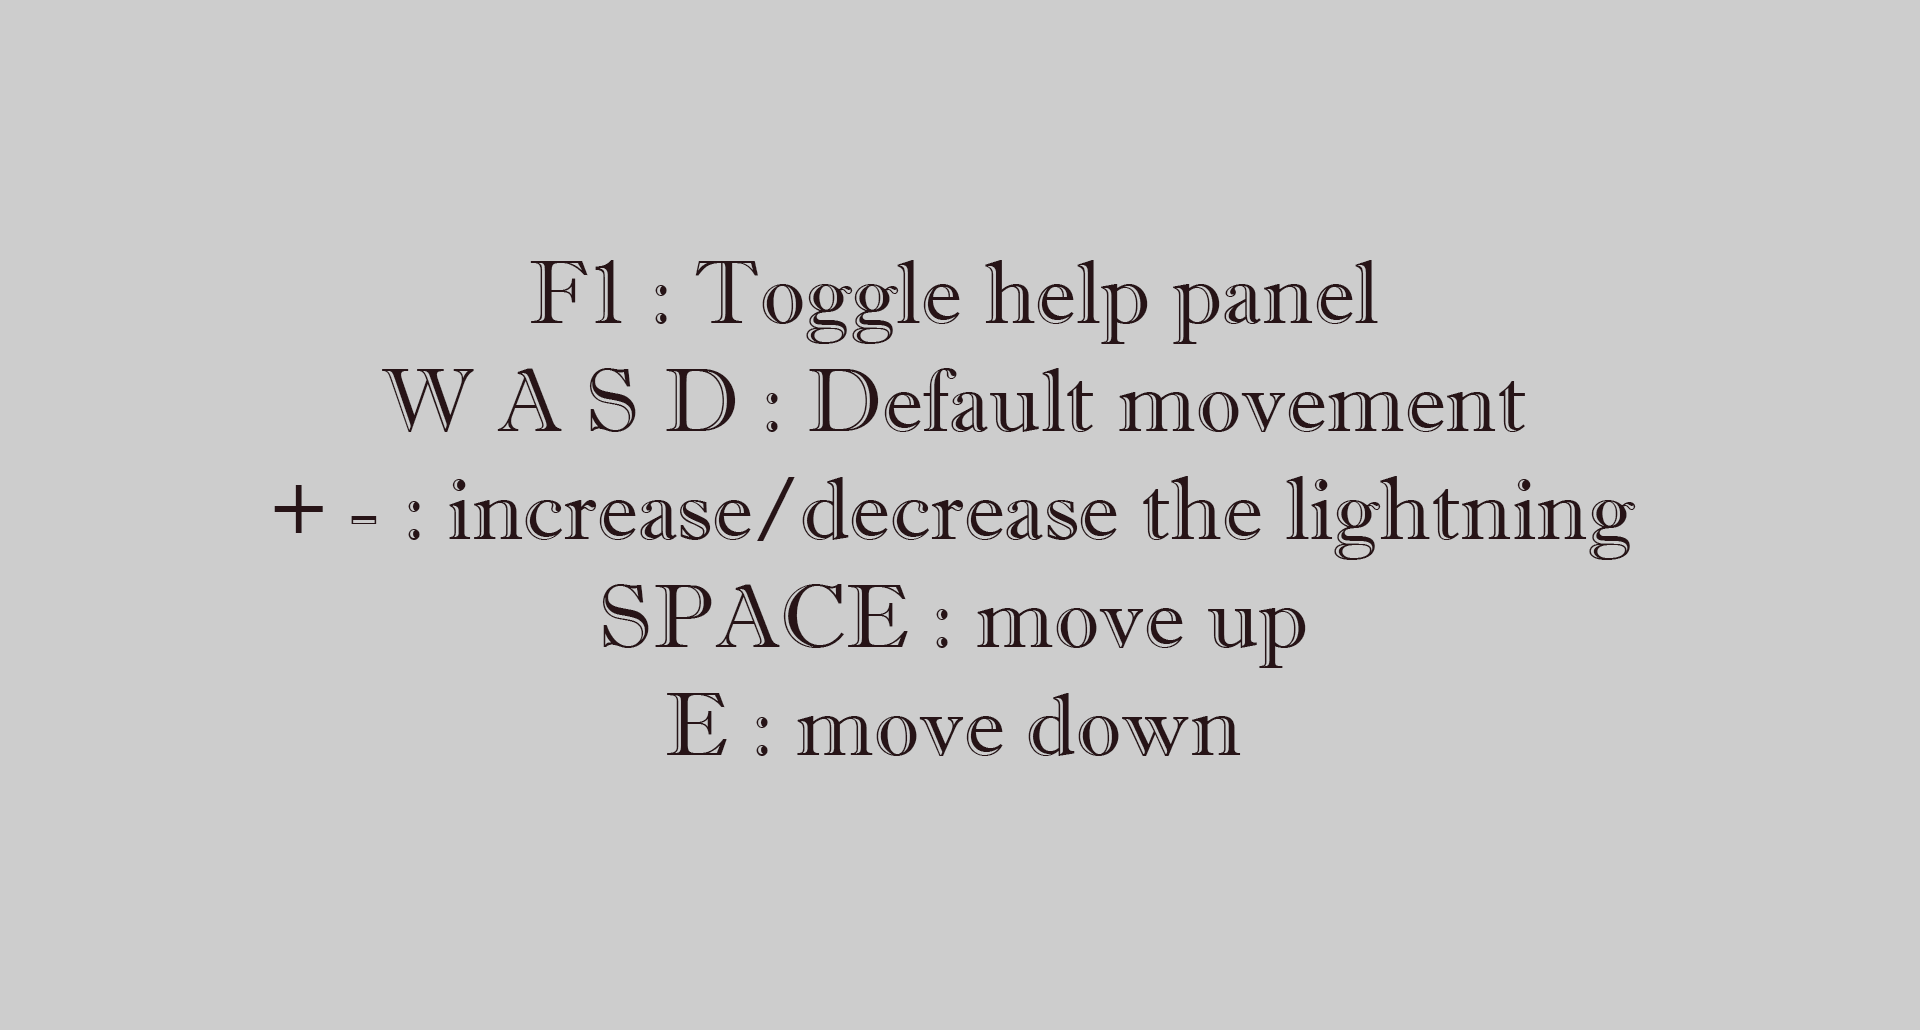 F1 : Toggle help panel
W A S D : Default movement
+ - : increase/decrease the lightning
SPACE : move up
E : move down